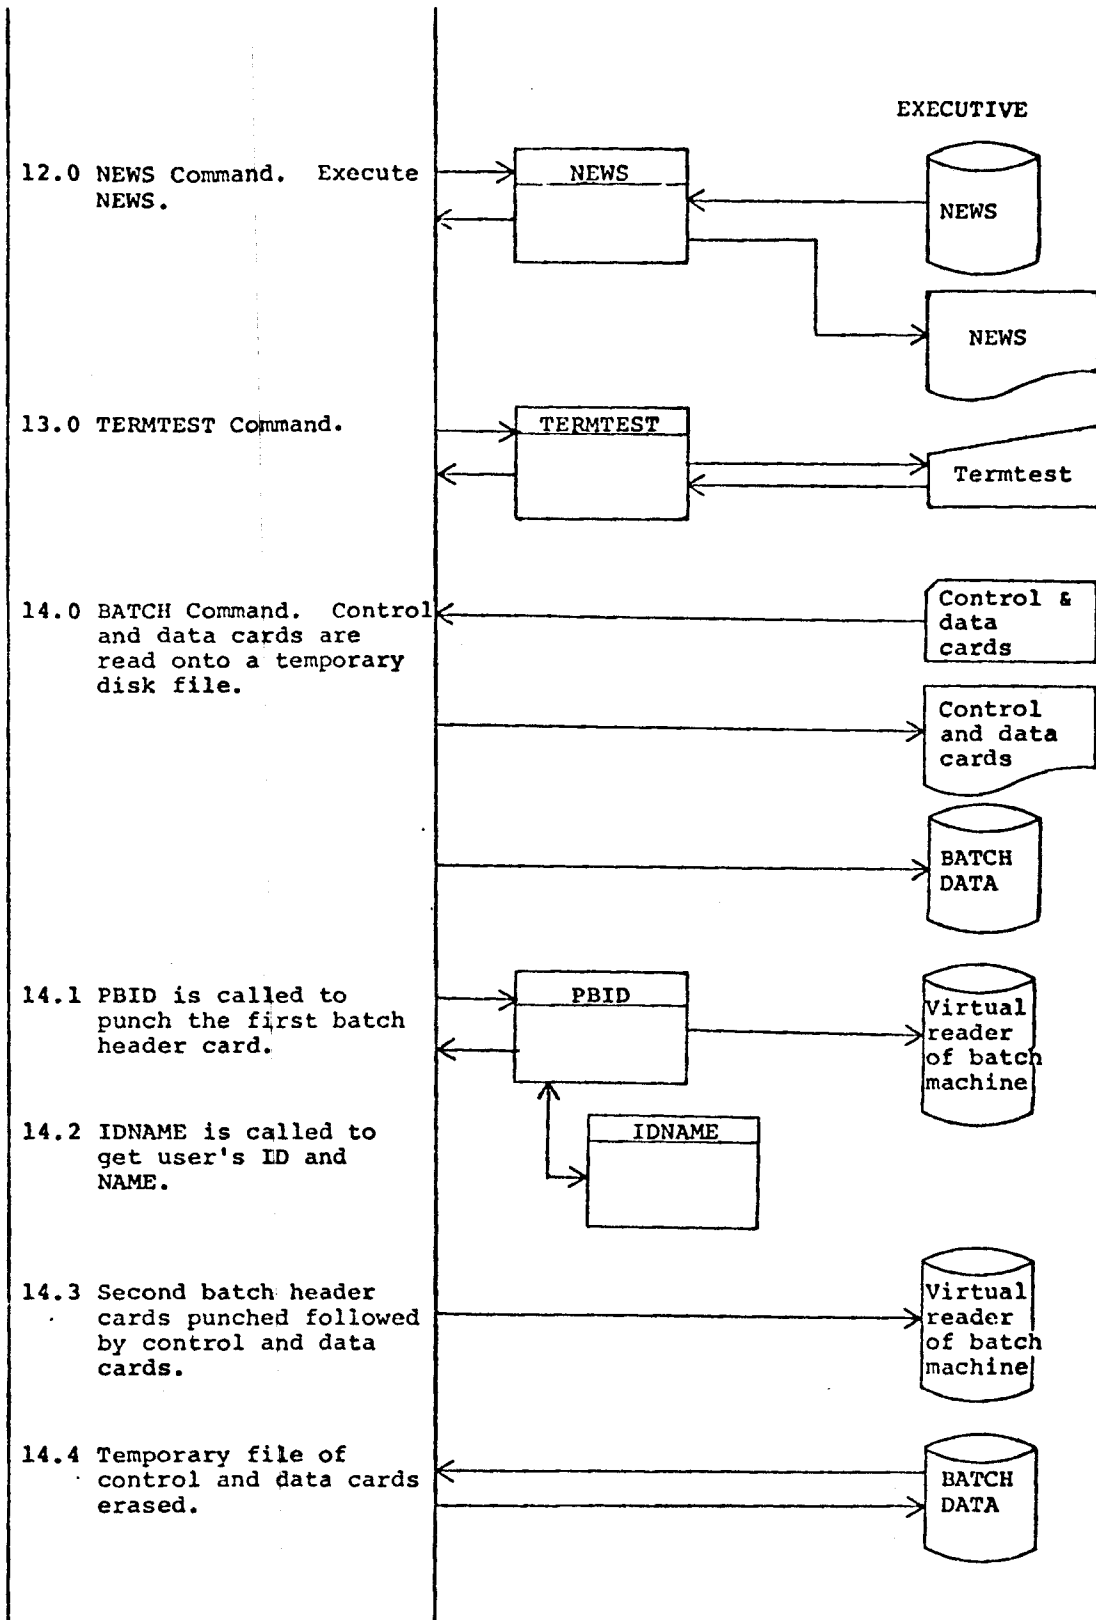 EXECUTIVE
12.0 NEWS Command. Execute
NEWS.
NEWS
NEWS
NEWS
13.0 TERMTEST Command.
TERMTEST
Termtest
14.0 BATCH Command. Control
and data cards are
read onto a temporary
disk file.
Control &
data
cards
Control
and data
cards
BATCH
DATA
14.1 PBID is called to
punch the first batch
header card.
PBID
Virtual
reader
of batch
machine
14.2 IDNAME is called to
get user's ID and
NAME.
IDNAME
14.3 Second batch header
cards punched followed
by control and data
cards.
Virtual
reader
of batch
machine
14.4 Temporary file of
control and data cards
erased.
BATCH
DATA